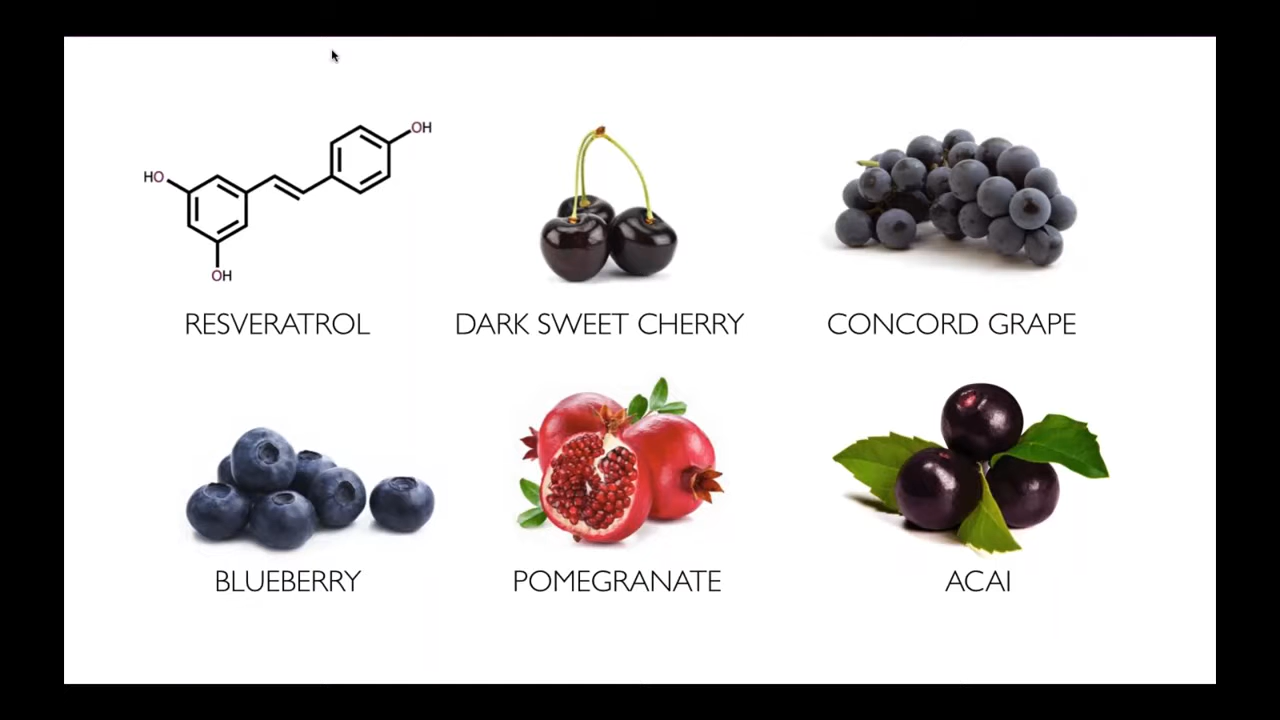 OH
HO
OH
RESVERATROL
DARK SWEET CHERRY
CONCORD GRAPE
BLUEBERRY
POMEGRANATE
ACAI